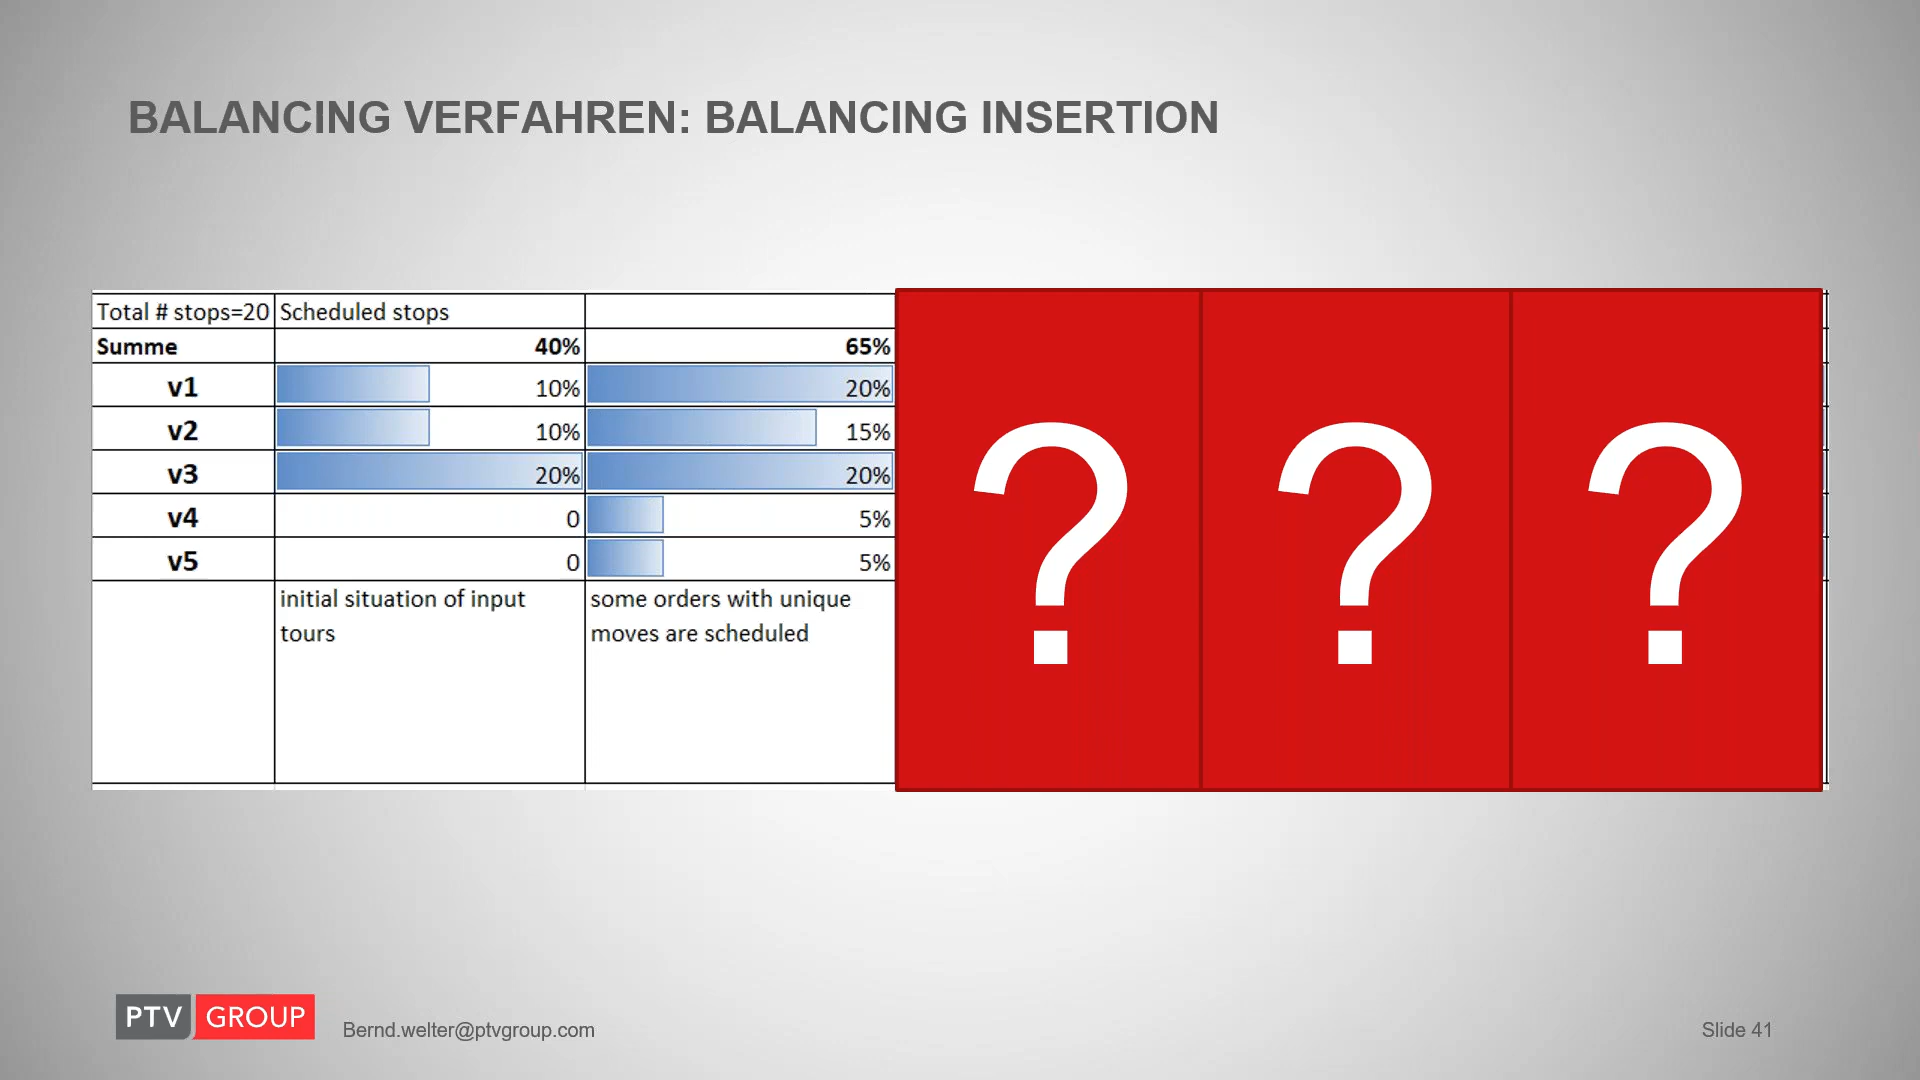 BALANCING VERFAHREN: BALANCING INSERTION
Total # stops=20 Scheduled stops
Summe 40% 65%
v1 10% 20%
v2 10% 15%
v3 20% 20%
v4 0 5%
v5 0 5%
initial situation of input
tours
some orders with unique
moves are scheduled
? ? ?
PTV GROUP
Bernd.welter@ptvgroup.com
Slide 41